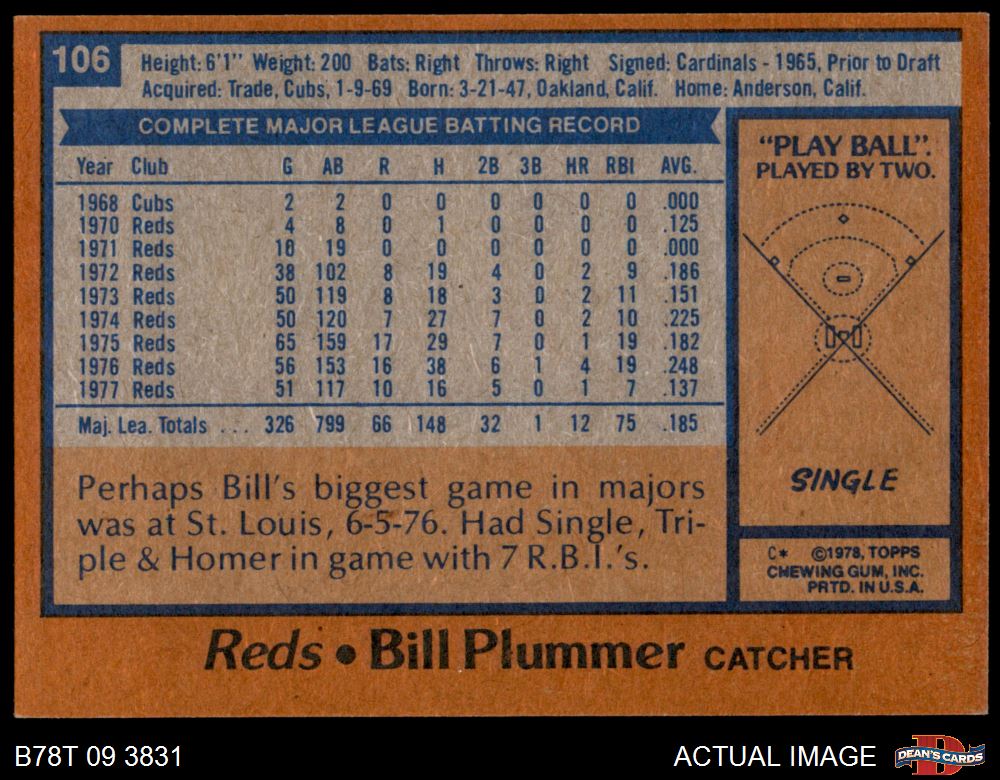 106
Height: 6'1" Weight: 200 Bats: Right Throws: Right Signed: Cardinals - 1965, Prior to Draft
Acquired: Trade, Cubs, 1-9-69 Born: 3-21-47, Oakland, Calif. Home: Anderson, Calif.
COMPLETE MAJOR LEAGUE BATTING RECORD
Year Club G AB R H 2B 3B HR RBI AVG.
1968 Cubs 2 2 0 0 0 0 0 0 .000
1970 Reds 4 8 0 1 0 0 0 0 .125
1971 Reds 10 19 0 0 0 0 0 0 .000
1972 Reds 38 102 8 19 4 0 2 9 .186
1973 Reds 50 119 8 18 3 0 2 11 .151
1974 Reds 50 120 7 27 7 0 2 10 .225
1975 Reds 65 159 17 29 7 0 1 19 .182
1976 Reds 56 153 16 38 6 1 4 19 .248
1977 Reds 51 117 10 16 5 0 1 7 .137
Maj. Lea. Totals ... 326 799 66 148 32 1 12 75 .185
Perhaps Bill's biggest game in majors
was at St. Louis, 6-5-76. Had Single, Tri-
ple & Homer in game with 7 R.B.I.'s.
"PLAY BALL".
PLAYED BY TWO.
SINGLE
C* ©1978, TOPPS
CHEWING GUM, INC.
PRTD. IN U.S.A.
Reds • Bill Plummer CATCHER
B78T 09 3831
ACTUAL IMAGE
D
DEAN'S CARDS